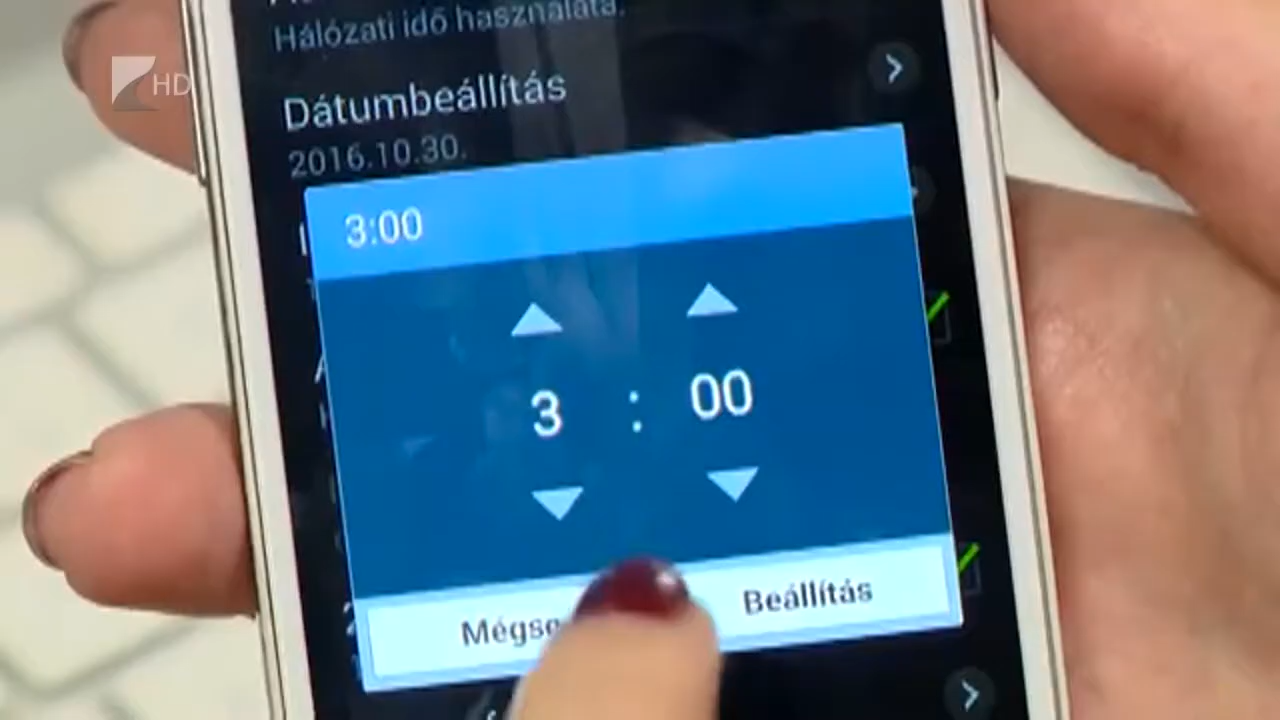 Hálózati idő használata.
HD
Dátumbeállítás
2016.10.30.
3:00
3 : 00
Beállítás